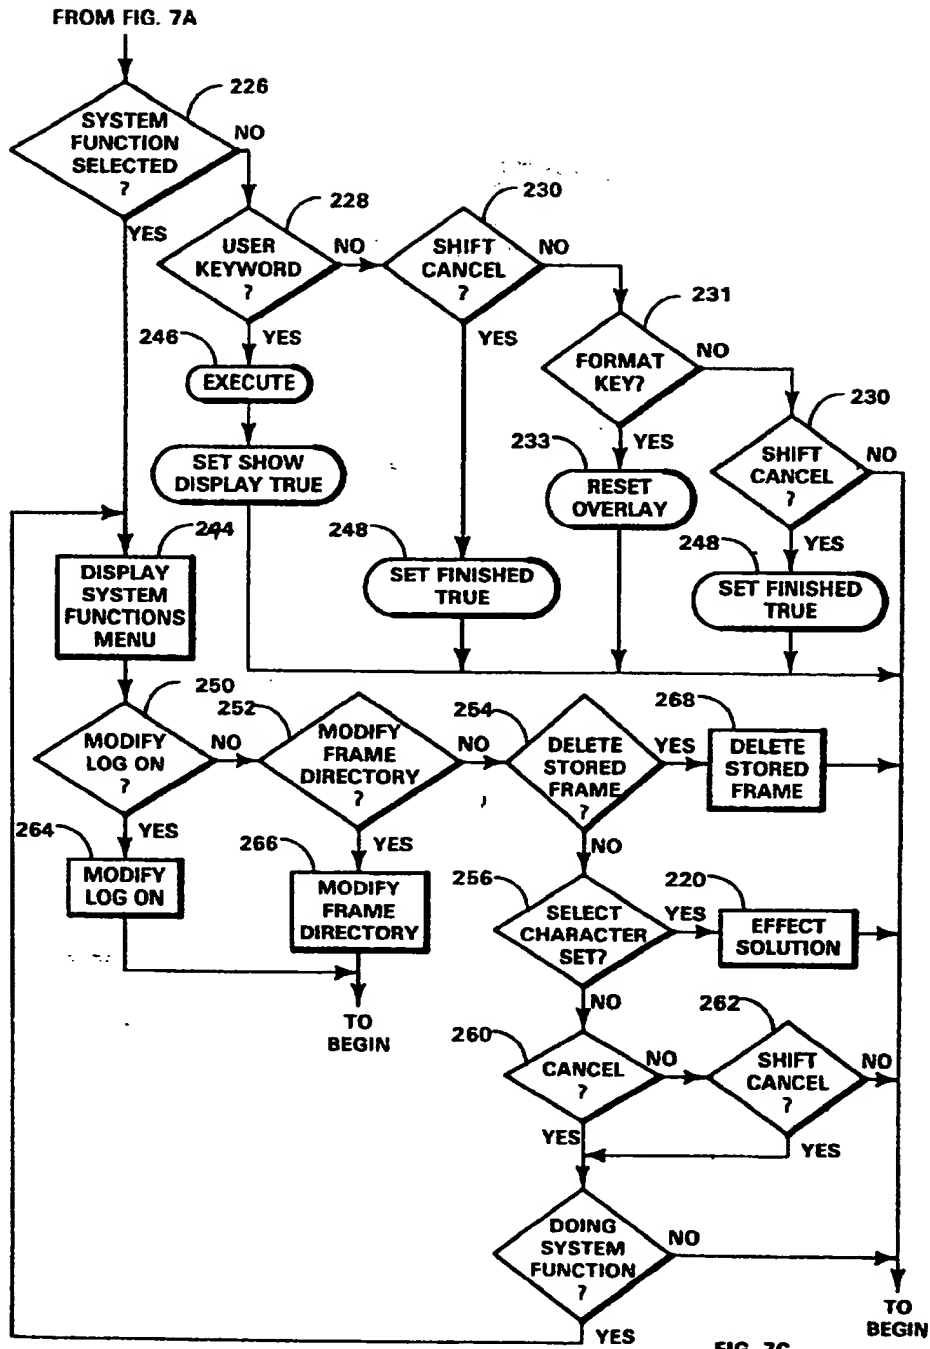 FROM FIG. 7A
226
SYSTEM
FUNCTION
SELECTED
?
NO
YES
228
USER
KEYWORD
?
NO
YES
230
SHIFT
CANCEL
?
NO
YES
231
FORMAT
KEY?
NO
YES
230
SHIFT
CANCEL
?
NO
YES
246
EXECUTE
SET SHOW
DISPLAY TRUE
233
RESET
OVERLAY
248
SET FINISHED
TRUE
248
SET FINISHED
TRUE
244
DISPLAY
SYSTEM
FUNCTIONS
MENU
250
MODIFY
LOG ON
?
NO
YES
252
MODIFY
FRAME
DIRECTORY
?
NO
YES
254
DELETE
STORED
FRAME
?
YES
NO
268
DELETE
STORED
FRAME
264
MODIFY
LOG ON
266
MODIFY
FRAME
DIRECTORY
TO
BEGIN
256
SELECT
CHARACTER
SET?
YES
NO
220
EFFECT
SOLUTION
260
CANCEL
?
NO
YES
262
SHIFT
CANCEL
?
NO
YES
DOING
SYSTEM
FUNCTION
?
NO
YES
TO
BEGIN
FIG. 7C